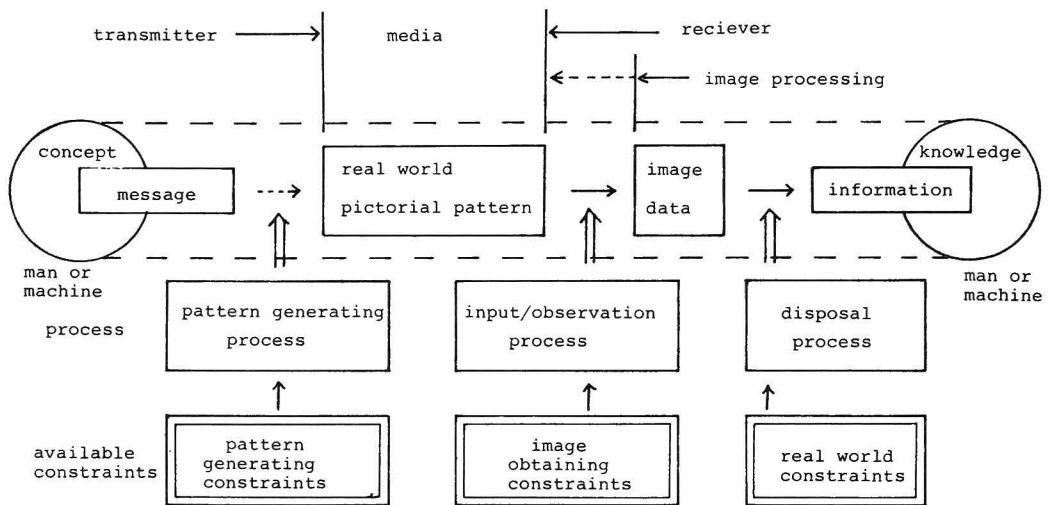 transmitter
media
reciever
image processing
concept
message
real world
pictorial pattern
image
data
knowledge
information
man or
machine
man or
machine
process
pattern generating
process
input/observation
process
disposal
process
available
constraints
pattern
generating
constraints
image
obtaining
constraints
real world
constraints